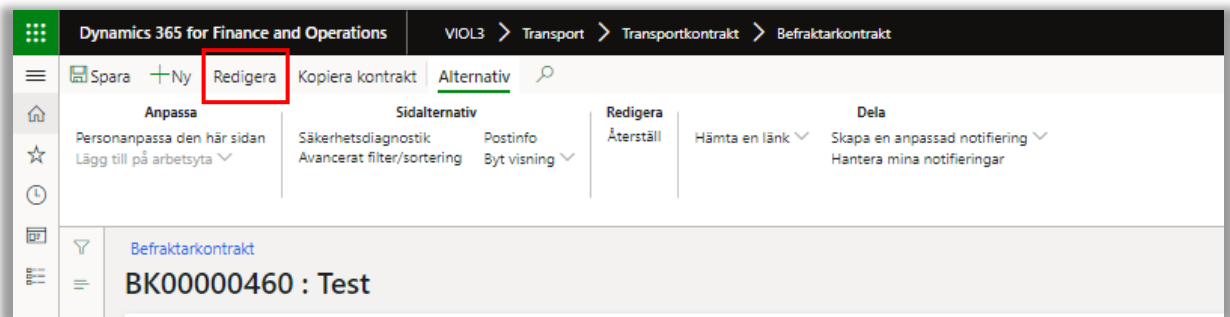 Dynamics 365 for Finance and Operations VIOL3 Transport Transportkontrakt Befraktarkontrakt
Spara Ny Redigera Kopiera kontrakt Alternativ
Anpassa
Personanpassa den här sidan
Lägg till på arbetsyta
Sidalternativ
Säkerhetsdiagnostik
Avancerat filter/sortering
Postinfo
Byt visning
Redigera
Återställ
Dela
Hämta en länk
Skapa en anpassad notifiering
Hantera mina notifieringar
Befraktarkontrakt
BK00000460 : Test